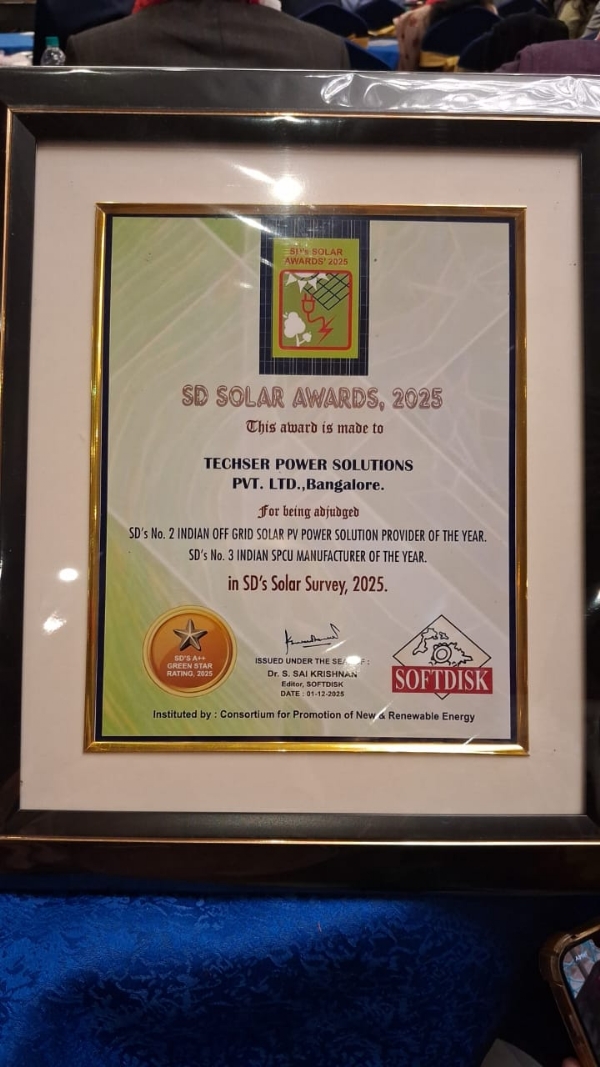 SD's SOLAR
AWARDS' 2025
SD SOLAR AWARDS, 2025
This award is made to
TECHSER POWER SOLUTIONS
PVT. LTD.,Bangalore.
For being adjudged
SD's No. 2 INDIAN OFF GRID SOLAR PV POWER SOLUTION PROVIDER OF THE YEAR.
SD's No. 3 INDIAN SPCU MANUFACTURER OF THE YEAR.
in SD's Solar Survey, 2025.
SD'S A++
GREEN STAR
RATING, 2025
ISSUED UNDER THE SEAL OF :
Dr. S. SAI KRISHNAN
Editor, SOFTDISK
DATE : 01-12-2025
SOFTDISK
Instituted by : Consortium for Promotion of New & Renewable Energy